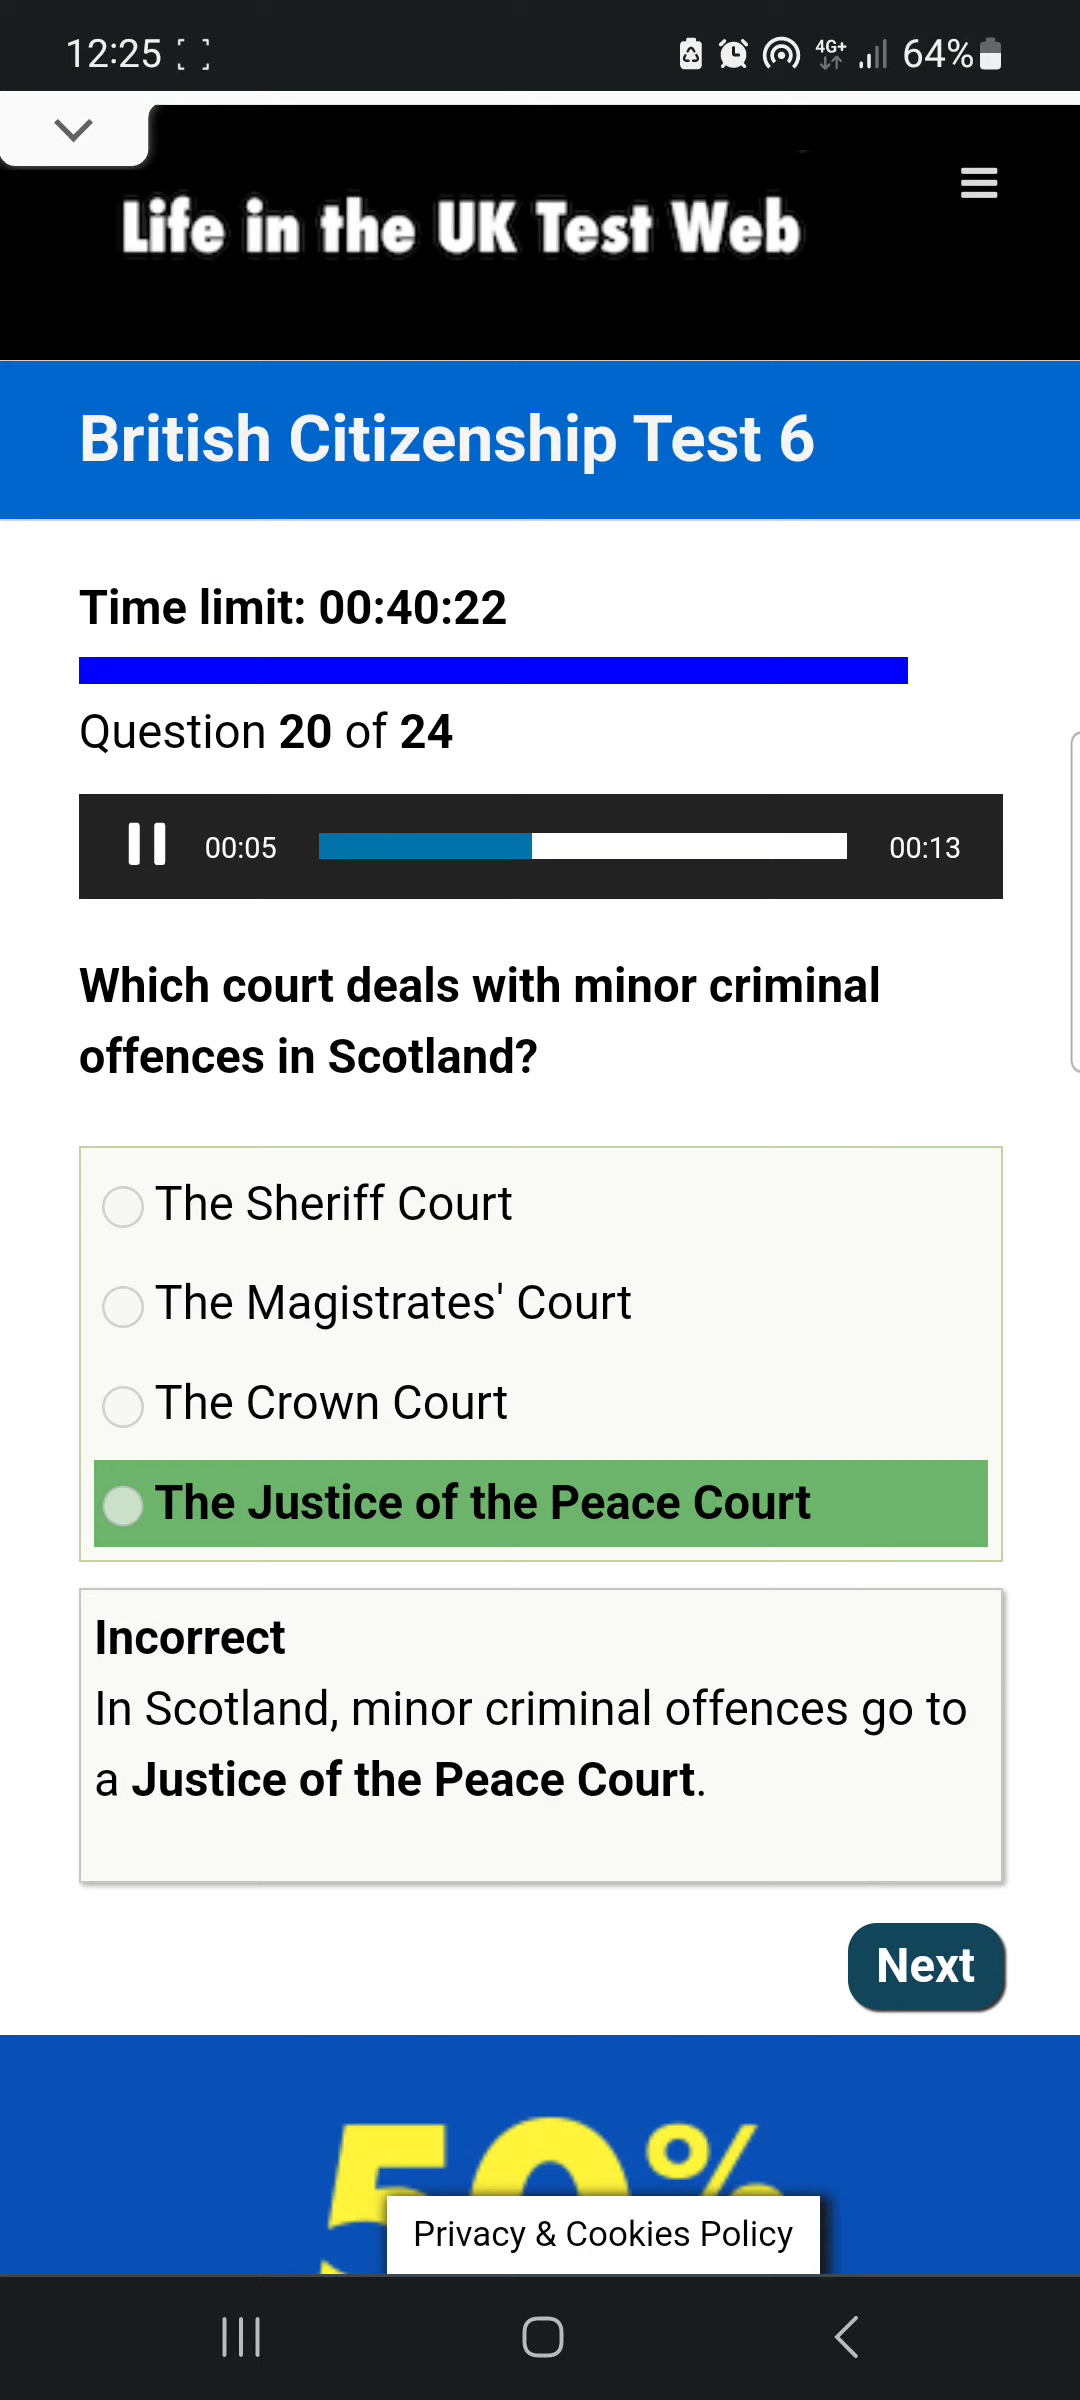 12:25
4G+ 64%
Life in the UK Test Web
British Citizenship Test 6
Time limit: 00:40:22
Question 20 of 24
00:05 00:13
Which court deals with minor criminal
offences in Scotland?
The Sheriff Court
The Magistrates' Court
The Crown Court
The Justice of the Peace Court
Incorrect
In Scotland, minor criminal offences go to
a Justice of the Peace Court.
Next
50%
Privacy & Cookies Policy